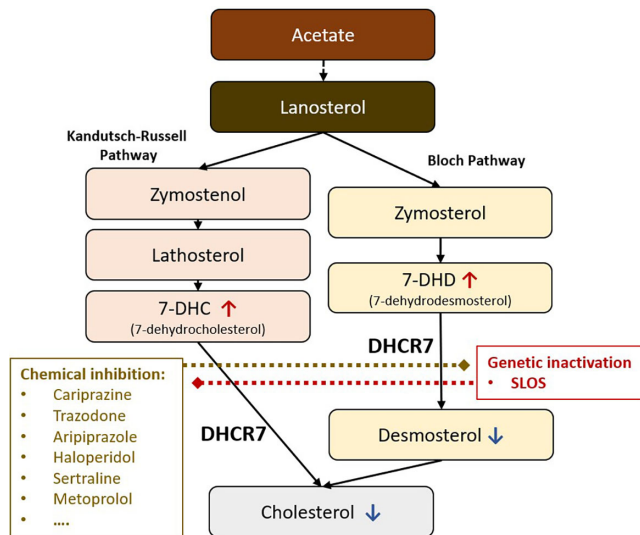 Acetate
Lanosterol
Kandutsch-Russell
Pathway
Bloch Pathway
Zymostenol
Zymosterol
Lathosterol
7-DHC ↑
(7-dehydrocholesterol)
7-DHD ↑
(7-dehydrodesmosterol)
DHCR7
Chemical inhibition:
• Cariprazine
• Trazodone
• Aripiprazole
• Haloperidol
• Sertraline
• Metoprolol
• ....
Genetic inactivation
• SLOS
DHCR7
Desmosterol ↓
Cholesterol ↓